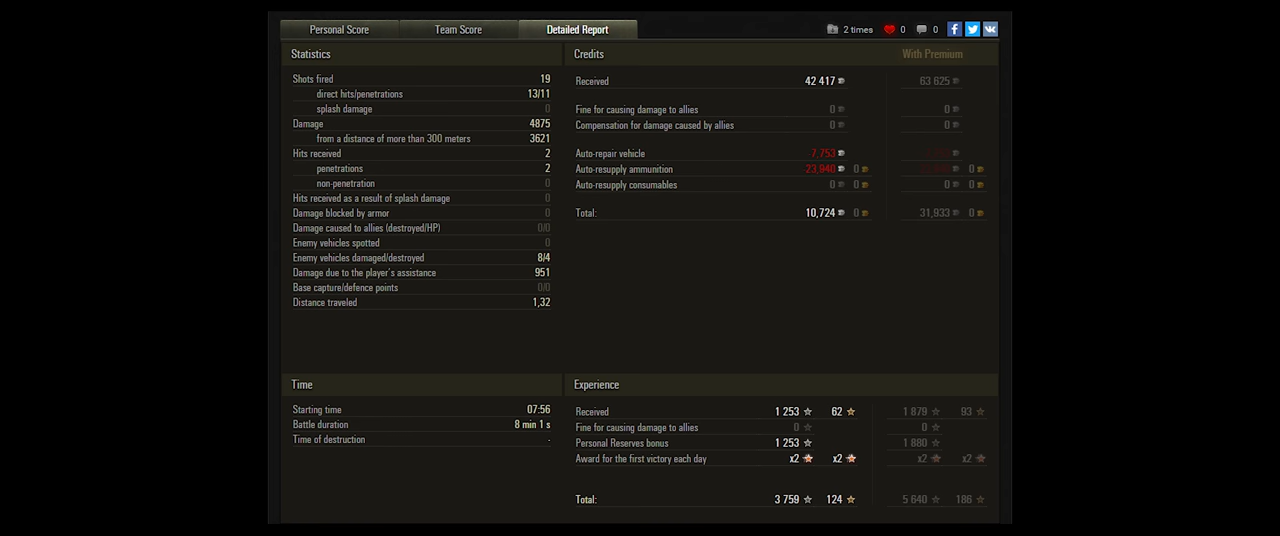 Personal Score Team Score Detailed Report 2 times 0 0
Statistics
Shots fired 19
direct hits/penetrations 13/11
splash damage 0
Damage 4875
from a distance of more than 300 meters 3621
Hits received 2
penetrations 2
non-penetration 0
Hits received as a result of splash damage 0
Damage blocked by armor 0
Damage caused to allies (destroyed/HP) 0/0
Enemy vehicles spotted 0
Enemy vehicles damaged/destroyed 8/4
Damage due to the player's assistance 951
Base capture/defence points 0/0
Distance traveled 1,32
Credits With Premium
Received 42 417 63 625
Fine for causing damage to allies 0 0
Compensation for damage caused by allies 0 0
Auto-repair vehicle 7,753
Auto-resupply ammunition 23,940 0 0
Auto-resupply consumables 0 0 0 0
Total: 10,724 0 31,933 0
Time
Starting time 07:56
Battle duration 8 min 1 s
Time of destruction -
Experience
Received 1 253 62 1 879 93
Fine for causing damage to allies 0 0
Personal Reserves bonus 1 253 1 880
Award for the first victory each day x2 x2 x2 x2
Total: 3 759 124 5 640 186